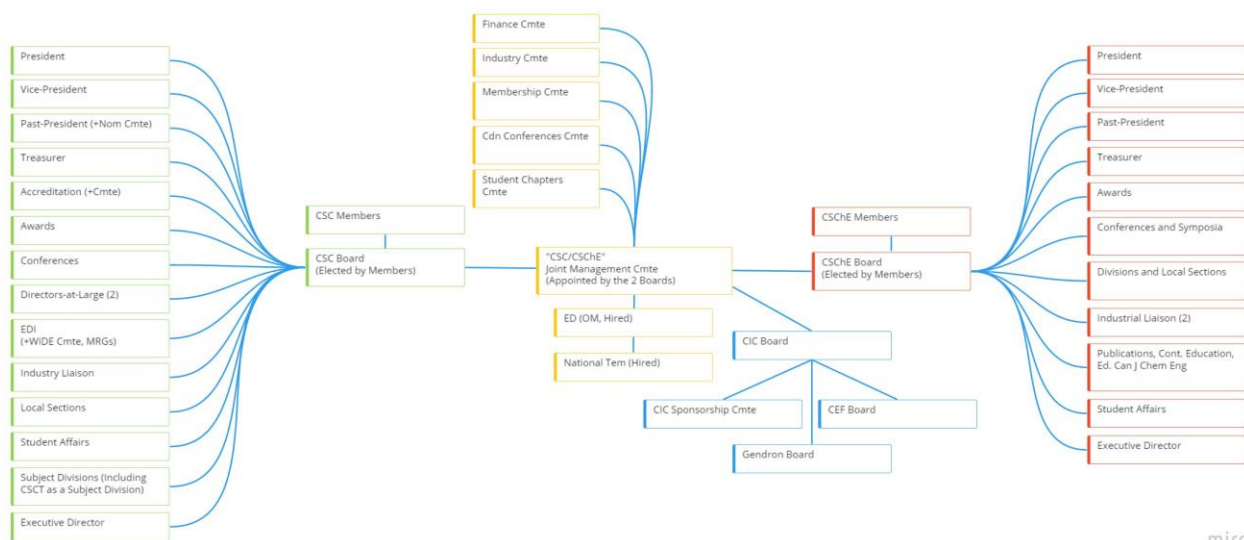 President
Vice-President
Past-President (+Nom Cmte)
Treasurer
Accreditation (+Cmte)
Awards
Conferences
Directors-at-Large (2)
EDI
(+WIDE Cmte, MRGs)
Industry Liaison
Local Sections
Student Affairs
Subject Divisions (Including
CSCT as a Subject Division)
Executive Director
CSC Members
CSC Board
(Elected by Members)
Finance Cmte
Industry Cmte
Membership Cmte
Cdn Conferences Cmte
Student Chapters
Cmte
"CSC/CSChE"
Joint Management Cmte
(Appointed by the 2 Boards)
ED (OM, Hired)
National Tem (Hired)
CIC Board
CIC Sponsorship Cmte
CEF Board
Gendron Board
CSChE Members
CSChE Board
(Elected by Members)
President
Vice-President
Past-President
Treasurer
Awards
Conferences and Symposia
Divisions and Local Sections
Industrial Liaison (2)
Publications, Cont. Education,
Ed. Can J Chem Eng
Student Affairs
Executive Director